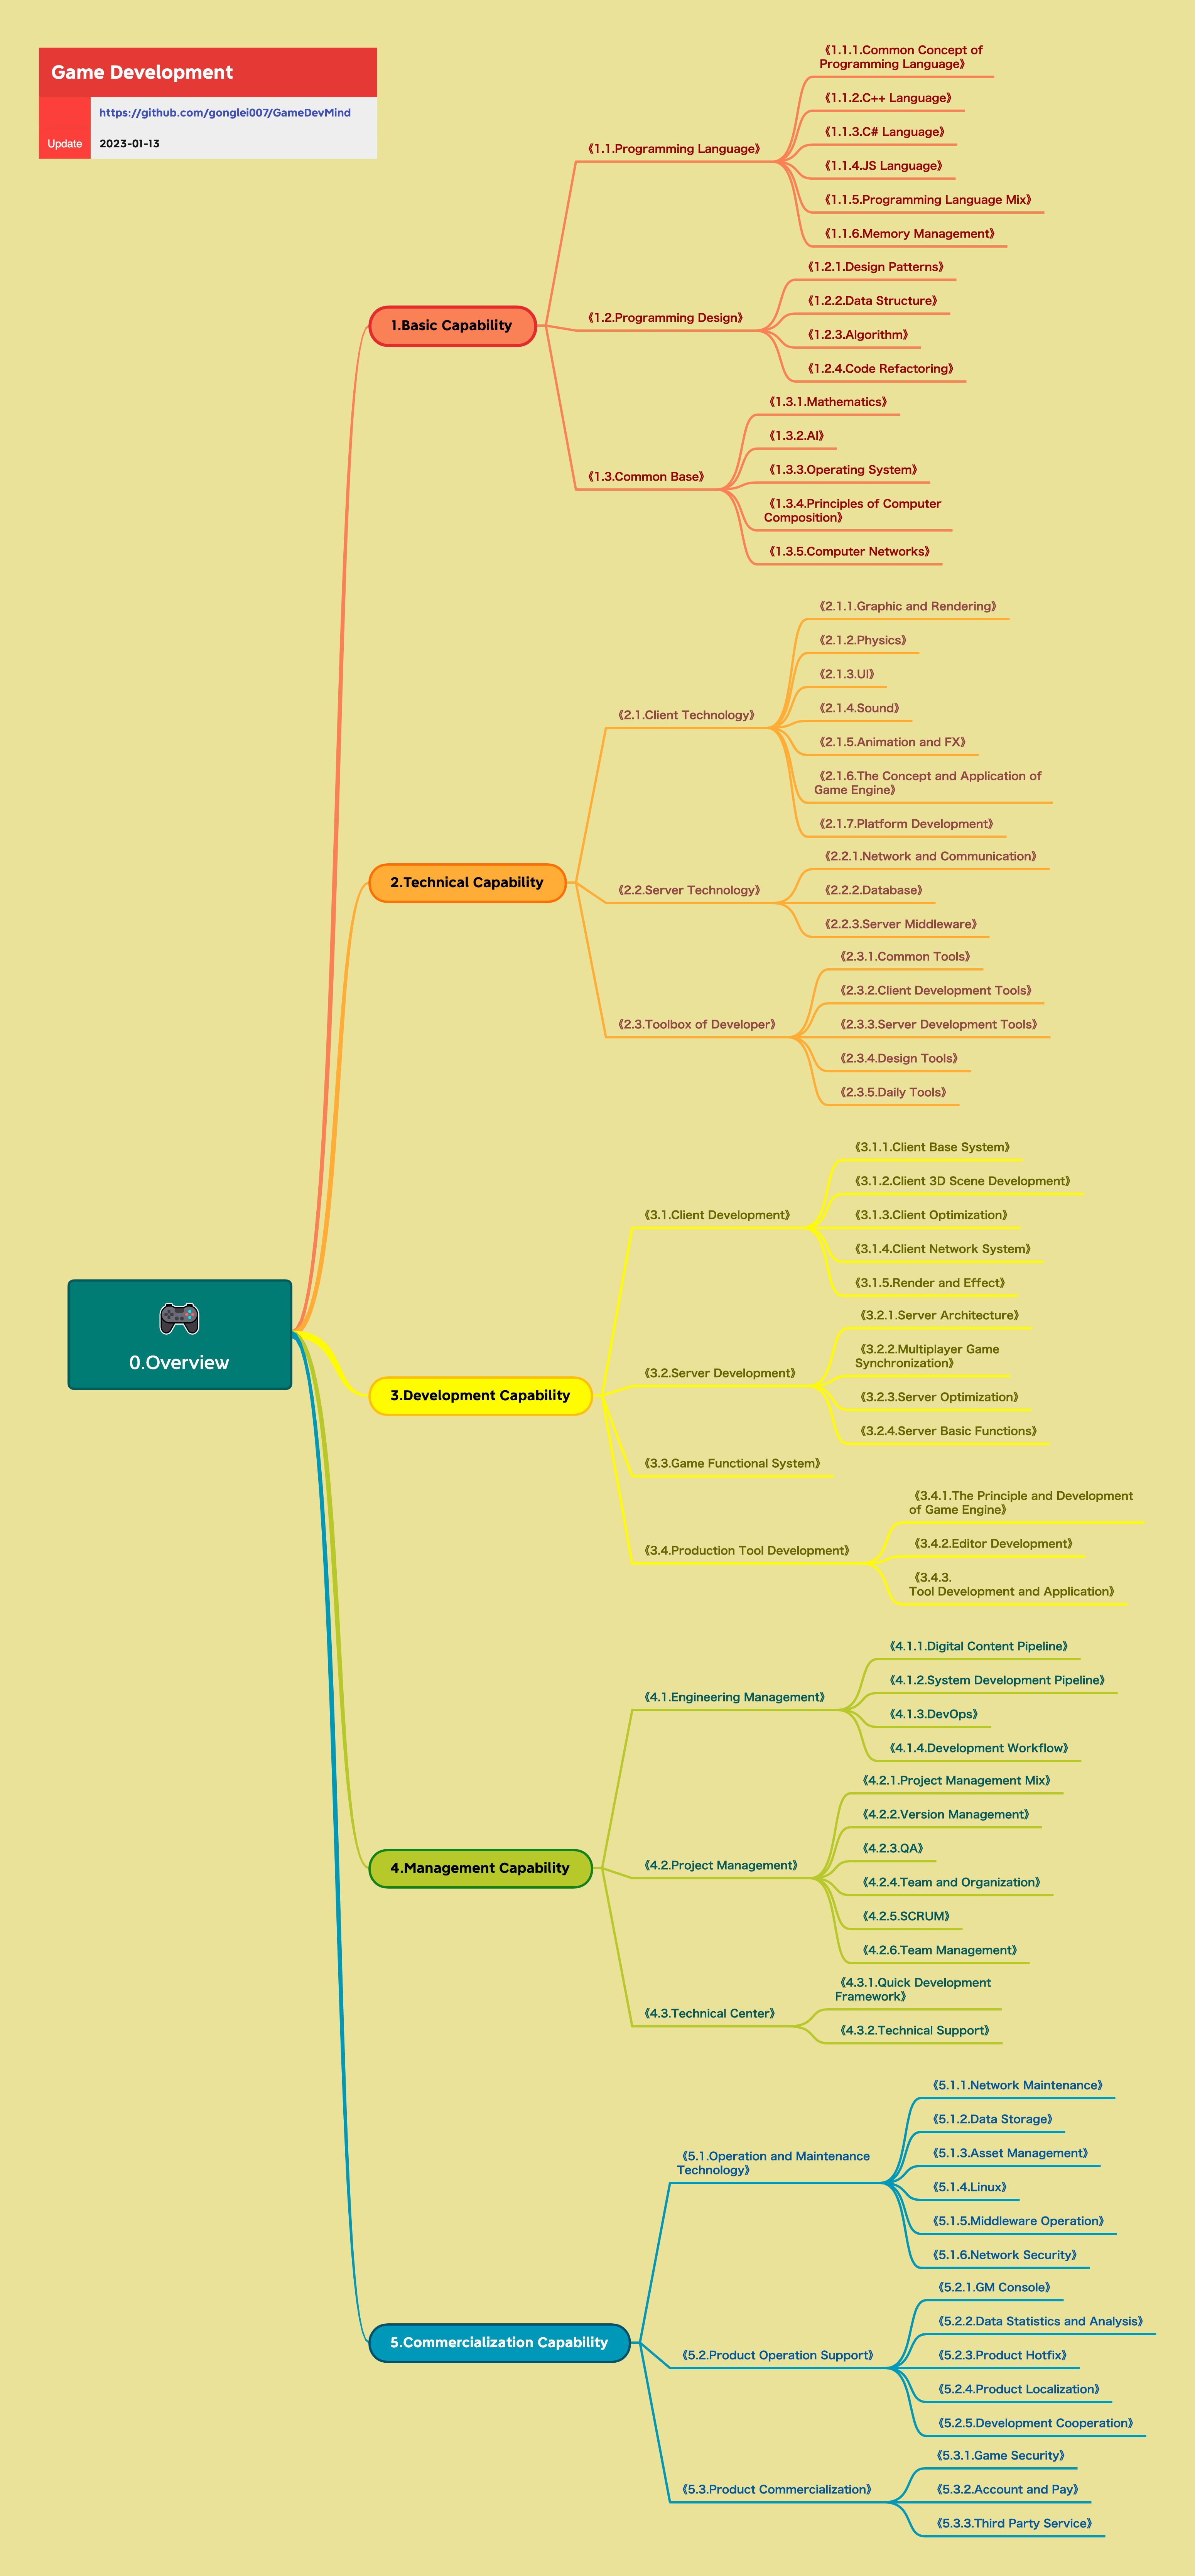 Game Development
https://github.com/gonglei007/GameDevMind
Update
2023-01-13
0.Overview
1.Basic Capability
《1.1.Programming Language》
《1.1.1.Common Concept of
Programming Language》
《1.1.2.C++ Language》
《1.1.3.C# Language》
《1.1.4.JS Language》
《1.1.5.Programming Language Mix》
《1.1.6.Memory Management》
《1.2.Programming Design》
《1.2.1.Design Patterns》
《1.2.2.Data Structure》
《1.2.3.Algorithm》
《1.2.4.Code Refactoring》
《1.3.Common Base》
《1.3.1.Mathematics》
《1.3.2.AI》
《1.3.3.Operating System》
《1.3.4.Principles of Computer
Composition》
《1.3.5.Computer Networks》
2.Technical Capability
《2.1.Client Technology》
《2.1.1.Graphic and Rendering》
《2.1.2.Physics》
《2.1.3.UI》
《2.1.4.Sound》
《2.1.5.Animation and FX》
《2.1.6.The Concept and Application of
Game Engine》
《2.1.7.Platform Development》
《2.2.Server Technology》
《2.2.1.Network and Communication》
《2.2.2.Database》
《2.2.3.Server Middleware》
《2.3.Toolbox of Developer》
《2.3.1.Common Tools》
《2.3.2.Client Development Tools》
《2.3.3.Server Development Tools》
《2.3.4.Design Tools》
《2.3.5.Daily Tools》
3.Development Capability
《3.1.Client Development》
《3.1.1.Client Base System》
《3.1.2.Client 3D Scene Development》
《3.1.3.Client Optimization》
《3.1.4.Client Network System》
《3.1.5.Render and Effect》
《3.2.Server Development》
《3.2.1.Server Architecture》
《3.2.2.Multiplayer Game
Synchronization》
《3.2.3.Server Optimization》
《3.2.4.Server Basic Functions》
《3.3.Game Functional System》
《3.4.Production Tool Development》
《3.4.1.The Principle and Development
of Game Engine》
《3.4.2.Editor Development》
《3.4.3.
Tool Development and Application》
4.Management Capability
《4.1.Engineering Management》
《4.1.1.Digital Content Pipeline》
《4.1.2.System Development Pipeline》
《4.1.3.DevOps》
《4.1.4.Development Workflow》
《4.2.Project Management》
《4.2.1.Project Management Mix》
《4.2.2.Version Management》
《4.2.3.QA》
《4.2.4.Team and Organization》
《4.2.5.SCRUM》
《4.2.6.Team Management》
《4.3.Technical Center》
《4.3.1.Quick Development
Framework》
《4.3.2.Technical Support》
5.Commercialization Capability
《5.1.Operation and Maintenance
Technology》
《5.1.1.Network Maintenance》
《5.1.2.Data Storage》
《5.1.3.Asset Management》
《5.1.4.Linux》
《5.1.5.Middleware Operation》
《5.1.6.Network Security》
《5.2.Product Operation Support》
《5.2.1.GM Console》
《5.2.2.Data Statistics and Analysis》
《5.2.3.Product Hotfix》
《5.2.4.Product Localization》
《5.2.5.Development Cooperation》
《5.3.Product Commercialization》
《5.3.1.Game Security》
《5.3.2.Account and Pay》
《5.3.3.Third Party Service》